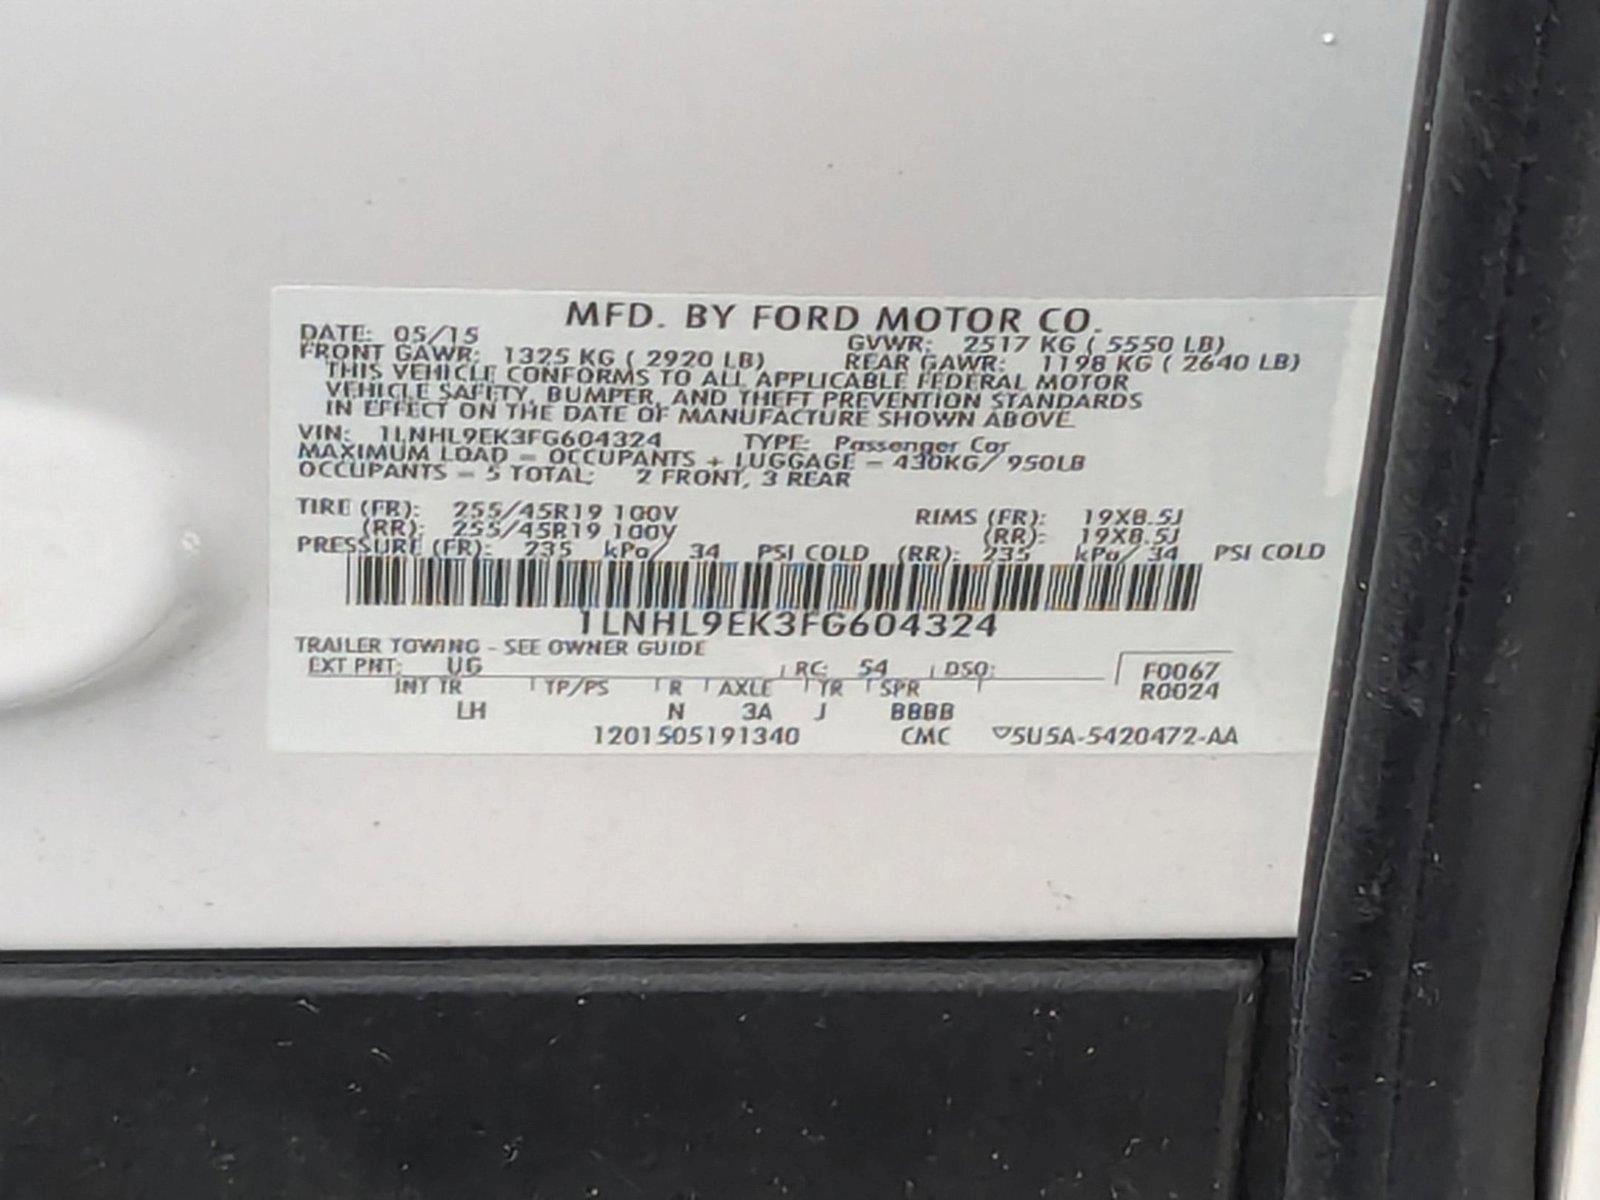 MFD. BY FORD MOTOR CO.
DATE: 05/15 GVWR: 2517 KG ( 5550 LB)
FRONT GAWR: 1325 KG ( 2920 LB) REAR GAWR: 1198 KG ( 2640 LB)
THIS VEHICLE CONFORMS TO ALL APPLICABLE FEDERAL MOTOR
VEHICLE SAFETY, BUMPER, AND THEFT PREVENTION STANDARDS
IN EFFECT ON THE DATE OF MANUFACTURE SHOWN ABOVE.
VIN: 1LNHL9EK3FG604324 TYPE: Passenger Car
MAXIMUM LOAD = OCCUPANTS + LUGGAGE = 430KG/ 950LB
OCCUPANTS = 5 TOTAL: 2 FRONT, 3 REAR
TIRE (FR): 255/45R19 100V RIMS (FR): 19X8.5J
(RR): 255/45R19 100V (RR): 19X8.5J
PRESSURE (FR): 235 kPa/ 34 PSI COLD (RR): 235 kPa/ 34 PSI COLD
1LNHL9EK3FG604324
TRAILER TOWING - SEE OWNER GUIDE
EXT PNT: UG RC: 54 DSO: F0067
INT TR TP/PS R AXLE TR SPR R0024
LH N 3A J BBBB
1201505191340 CMC ▽5U5A-5420472-AA